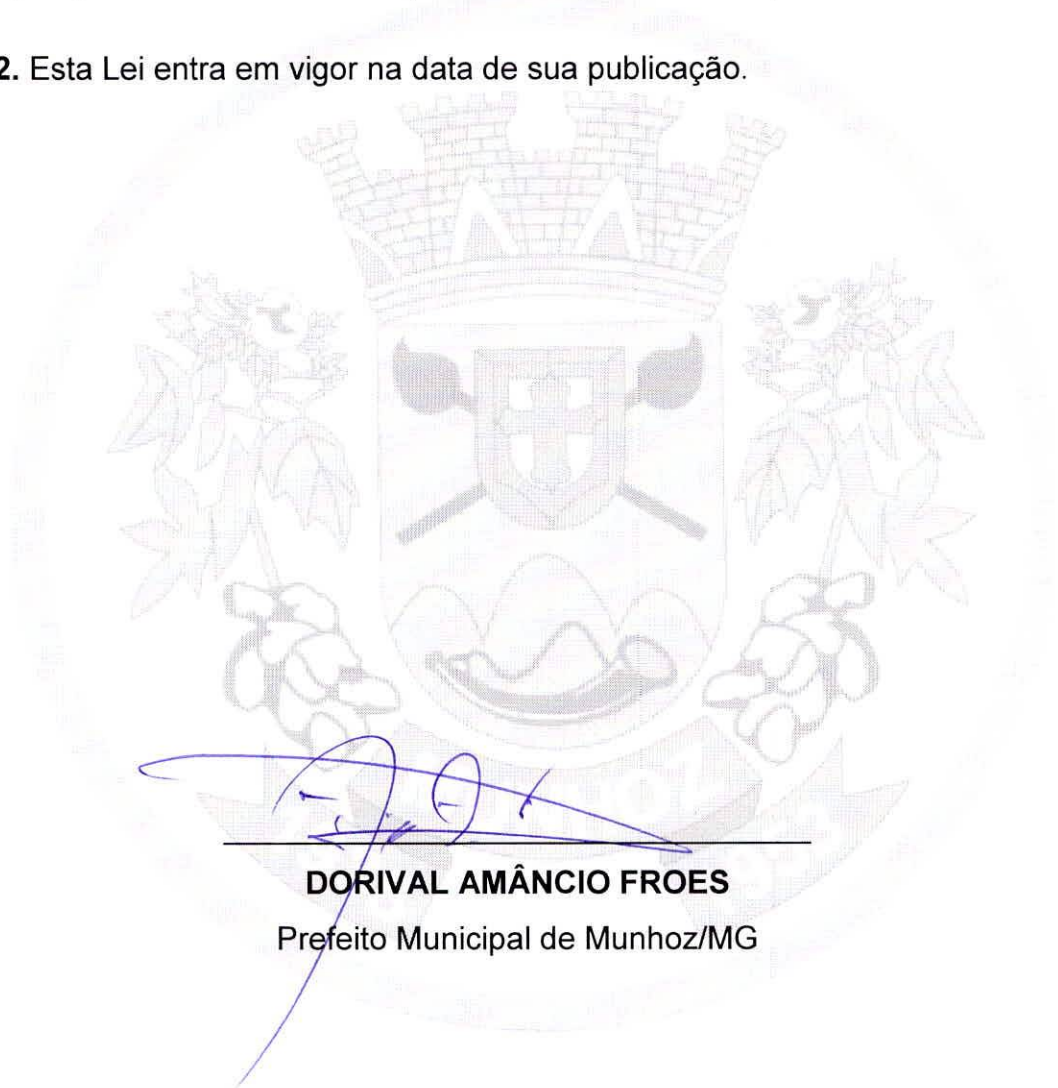 2. Esta Lei entra em vigor na data de sua publicação.
DORIVAL AMÂNCIO FROES
Prefeito Municipal de Munhoz/MG